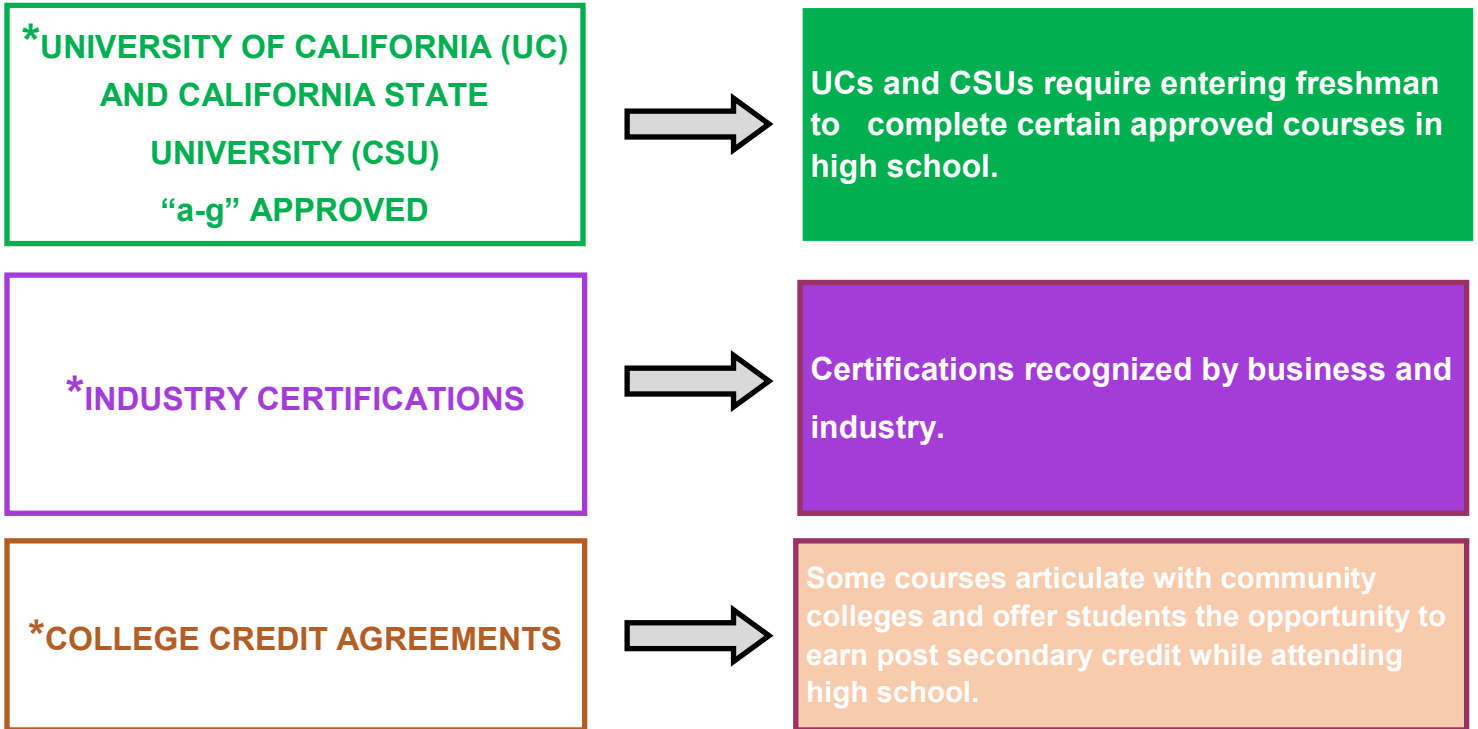 *UNIVERSITY OF CALIFORNIA (UC)
AND CALIFORNIA STATE
UNIVERSITY (CSU)
“a-g” APPROVED
UCs and CSUs require entering freshman
to complete certain approved courses in
high school.
*INDUSTRY CERTIFICATIONS
Certifications recognized by business and
industry.
*COLLEGE CREDIT AGREEMENTS
Some courses articulate with community
colleges and offer students the opportunity to
earn post secondary credit while attending
high school.